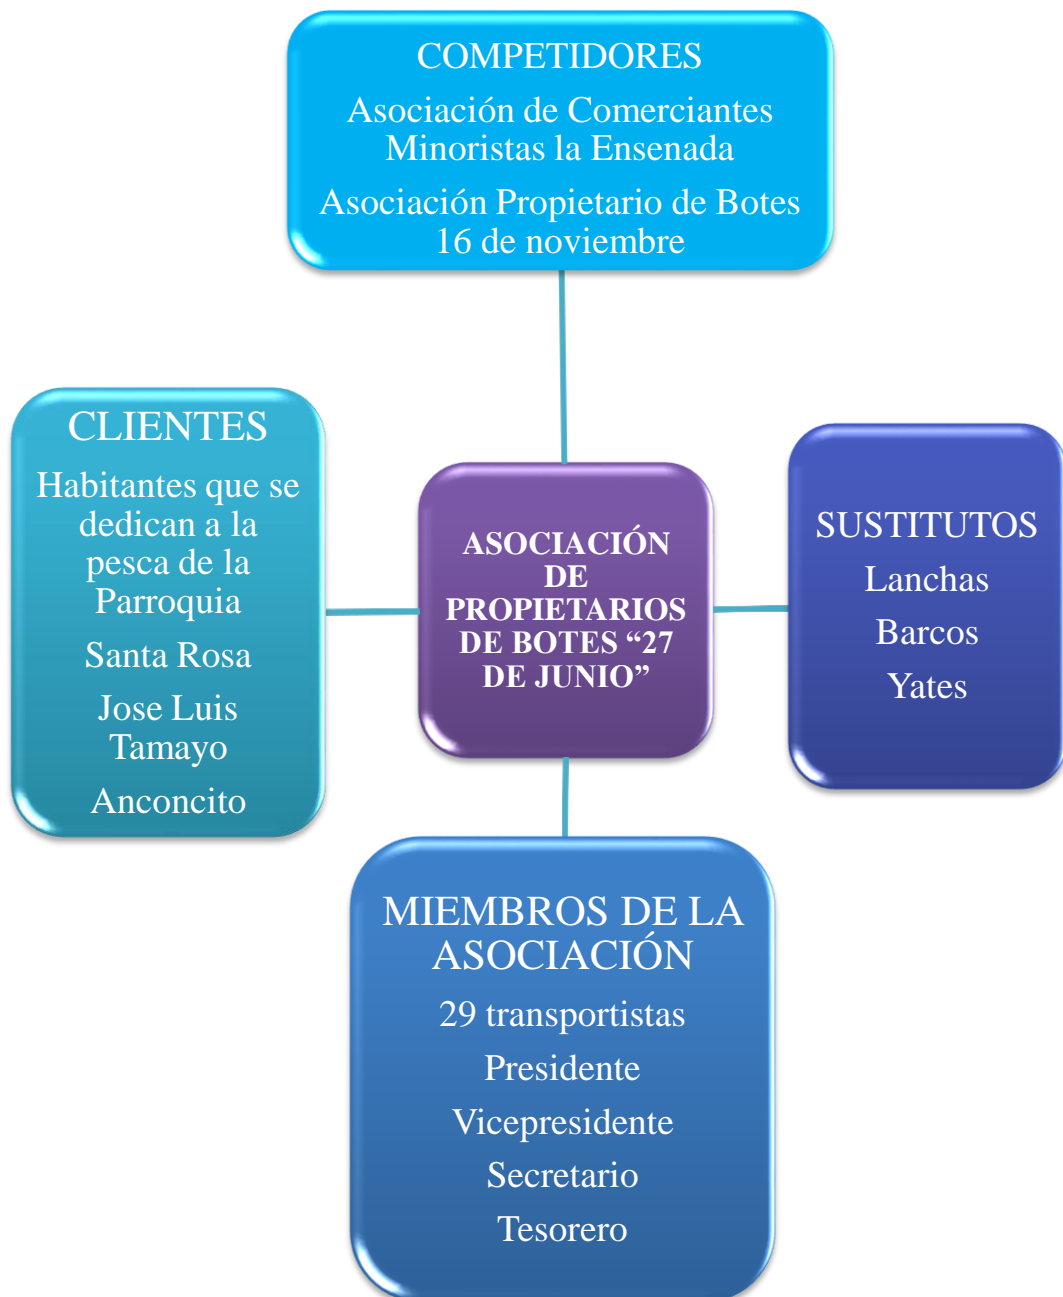 COMPETIDORES
Asociación de Comerciantes
Minoristas la Ensenada
Asociación Propietario de Botes
16 de noviembre
CLIENTES
Habitantes que se
dedican a la
pesca de la
Parroquia
Santa Rosa
Jose Luis
Tamayo
Anconcito
ASOCIACIÓN
DE
PROPIETARIOS
DE BOTES “27
DE JUNIO”
SUSTITUTOS
Lanchas
Barcos
Yates
MIEMBROS DE LA
ASOCIACIÓN
29 transportistas
Presidente
Vicepresidente
Secretario
Tesorero